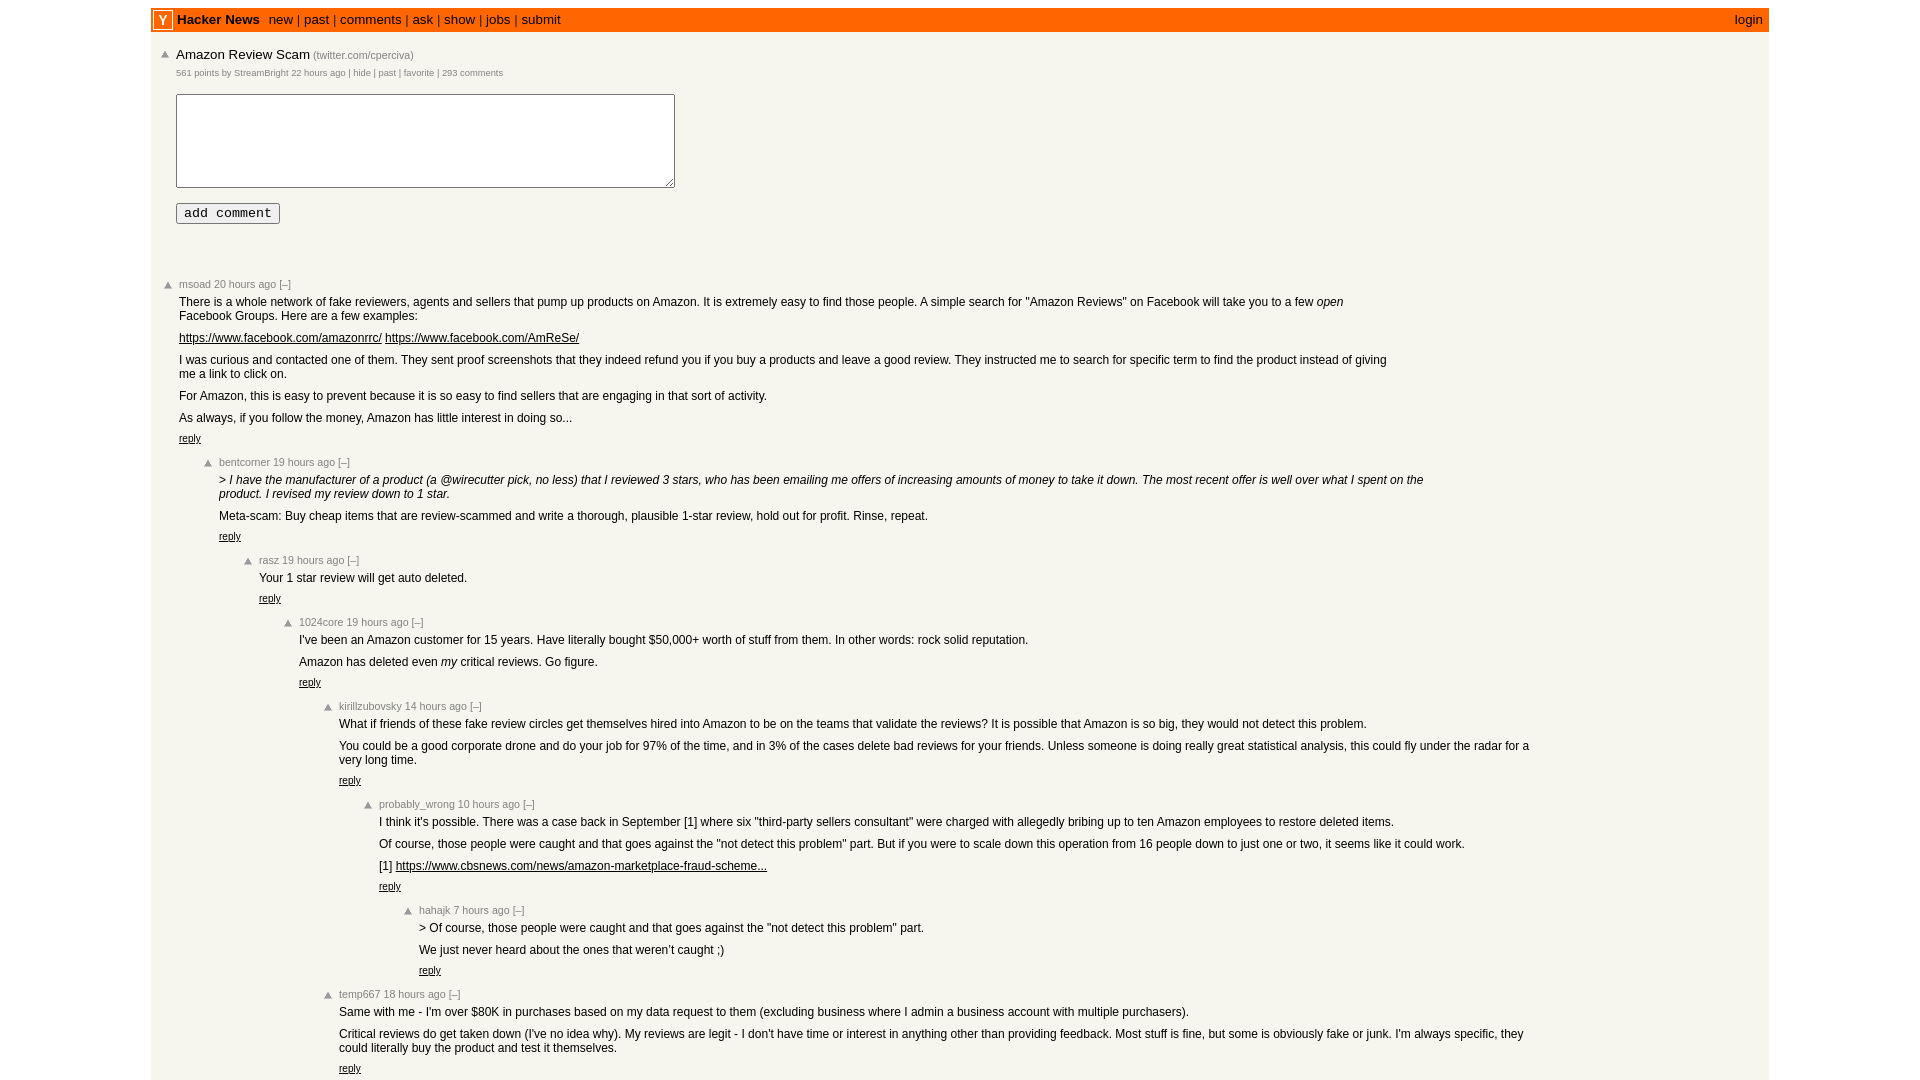 Y Hacker News new | past | comments | ask | show | jobs | submit login
Amazon Review Scam (twitter.com/cperciva)
561 points by StreamBright 22 hours ago | hide | past | favorite | 293 comments
add comment
msoad 20 hours ago [–]
There is a whole network of fake reviewers, agents and sellers that pump up products on Amazon. It is extremely easy to find those people. A simple search for "Amazon Reviews" on Facebook will take you to a few open
Facebook Groups. Here are a few examples:
https://www.facebook.com/amazonrrc/ https://www.facebook.com/AmReSe/
I was curious and contacted one of them. They sent proof screenshots that they indeed refund you if you buy a products and leave a good review. They instructed me to search for specific term to find the product instead of giving
me a link to click on.
For Amazon, this is easy to prevent because it is so easy to find sellers that are engaging in that sort of activity.
As always, if you follow the money, Amazon has little interest in doing so...
reply
bentcorner 19 hours ago [–]
> I have the manufacturer of a product (a @wirecutter pick, no less) that I reviewed 3 stars, who has been emailing me offers of increasing amounts of money to take it down. The most recent offer is well over what I spent on the
product. I revised my review down to 1 star.
Meta-scam: Buy cheap items that are review-scammed and write a thorough, plausible 1-star review, hold out for profit. Rinse, repeat.
reply
rasz 19 hours ago [–]
Your 1 star review will get auto deleted.
reply
1024core 19 hours ago [–]
I've been an Amazon customer for 15 years. Have literally bought $50,000+ worth of stuff from them. In other words: rock solid reputation.
Amazon has deleted even my critical reviews. Go figure.
reply
kirillzubovsky 14 hours ago [–]
What if friends of these fake review circles get themselves hired into Amazon to be on the teams that validate the reviews? It is possible that Amazon is so big, they would not detect this problem.
You could be a good corporate drone and do your job for 97% of the time, and in 3% of the cases delete bad reviews for your friends. Unless someone is doing really great statistical analysis, this could fly under the radar for a
very long time.
reply
probably_wrong 10 hours ago [–]
I think it's possible. There was a case back in September [1] where six "third-party sellers consultant" were charged with allegedly bribing up to ten Amazon employees to restore deleted items.
Of course, those people were caught and that goes against the "not detect this problem" part. But if you were to scale down this operation from 16 people down to just one or two, it seems like it could work.
[1] https://www.cbsnews.com/news/amazon-marketplace-fraud-scheme...
reply
hahajk 7 hours ago [–]
> Of course, those people were caught and that goes against the "not detect this problem" part.
We just never heard about the ones that weren’t caught ;)
reply
temp667 18 hours ago [–]
Same with me - I'm over $80K in purchases based on my data request to them (excluding business where I admin a business account with multiple purchasers).
Critical reviews do get taken down (I've no idea why). My reviews are legit - I don't have time or interest in anything other than providing feedback. Most stuff is fine, but some is obviously fake or junk. I'm always specific, they
could literally buy the product and test it themselves.
reply